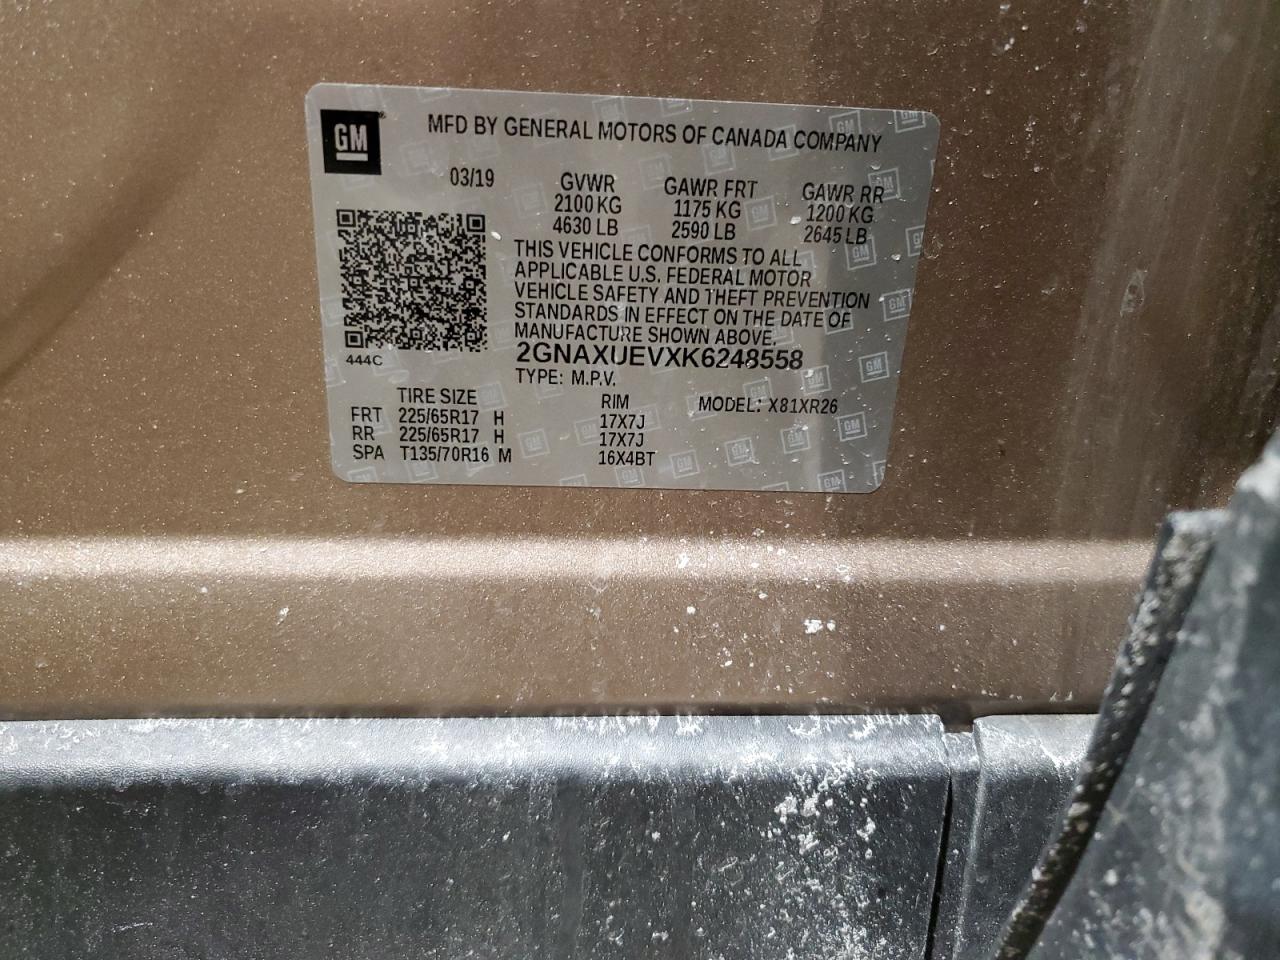 GM
MFD BY GENERAL MOTORS OF CANADA COMPANY
03/19 GVWR GAWR FRT GAWR RR
2100 KG 1175 KG 1200 KG
4630 LB 2590 LB 2645 LB
THIS VEHICLE CONFORMS TO ALL
APPLICABLE U.S. FEDERAL MOTOR
VEHICLE SAFETY AND THEFT PREVENTION
STANDARDS IN EFFECT ON THE DATE OF
MANUFACTURE SHOWN ABOVE.
2GNAXUEVXK6248558
444C
TYPE: M.P.V.
TIRE SIZE RIM MODEL: X81XR26
FRT 225/65R17 H 17X7J
RR 225/65R17 H 17X7J
SPA T135/70R16 M 16X4BT